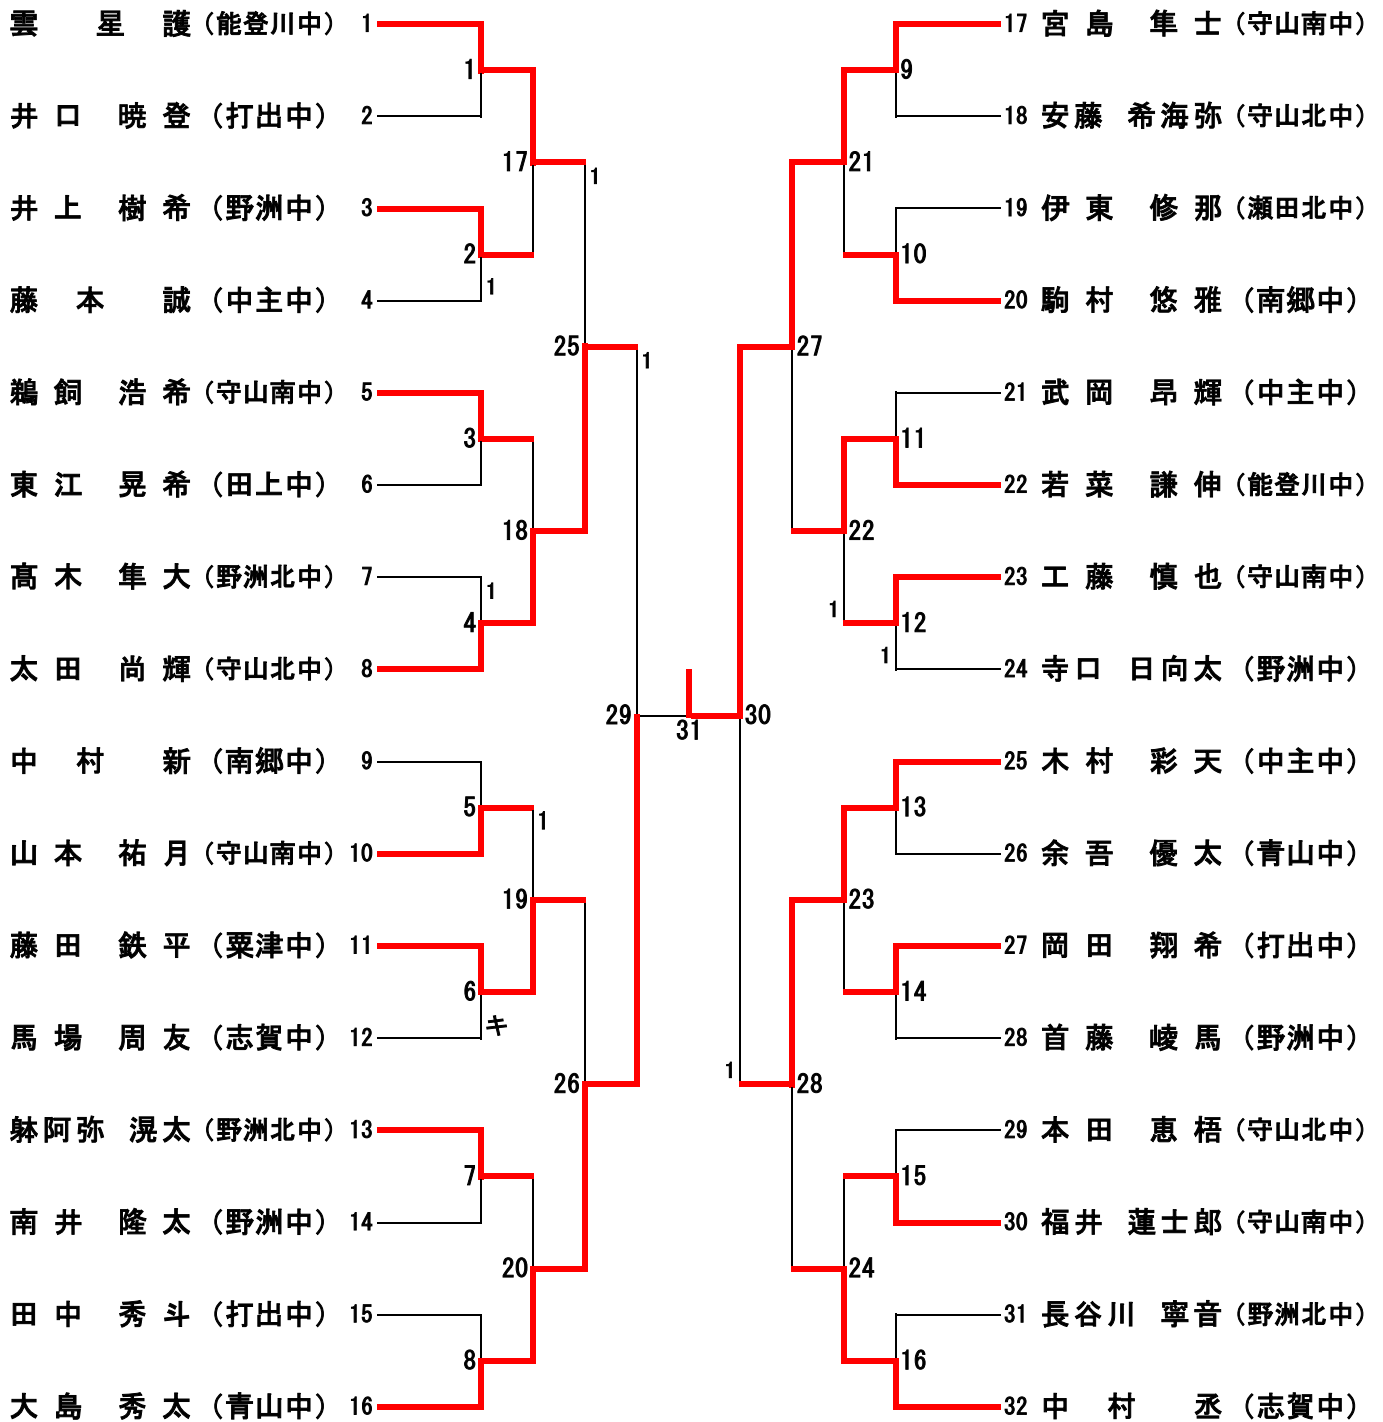 雲 星 護 (能登川中) 1
井口 暁登 (打出中) 2
井上 樹希 (野洲中) 3
藤本 誠 (中主中) 4
鵜飼 浩希 (守山南中) 5
東江 晃希 (田上中) 6
髙木 隼大 (野洲北中) 7
太田 尚輝 (守山北中) 8
中村 新 (南郷中) 9
山本 祐月 (守山南中) 10
藤田 鉄平 (粟津中) 11
馬場 周友 (志賀中) 12
躰阿弥 滉太 (野洲北中) 13
南井 隆太 (野洲中) 14
田中 秀斗 (打出中) 15
大島 秀太 (青山中) 16
1
2
1
3
1
4
5
6
キ
7
8
17
1
18
1
19
20
25
1
26
29
31
30
27
1
28
21
22
1
23
24
9
10
11
12
1
13
14
15
16
17 宮島 隼士 (守山南中)
18 安藤 希海弥 (守山北中)
19 伊東 修那 (瀬田北中)
20 駒村 悠雅 (南郷中)
21 武岡 昂輝 (中主中)
22 若菜 謙伸 (能登川中)
23 工藤 慎也 (守山南中)
24 寺口 日向太 (野洲中)
25 木村 彩天 (中主中)
26 余吾 優太 (青山中)
27 岡田 翔希 (打出中)
28 首藤 崚馬 (野洲中)
29 本田 恵梧 (守山北中)
30 福井 蓮士郎 (守山南中)
31 長谷川 寧音 (野洲北中)
32 中村 丞 (志賀中)